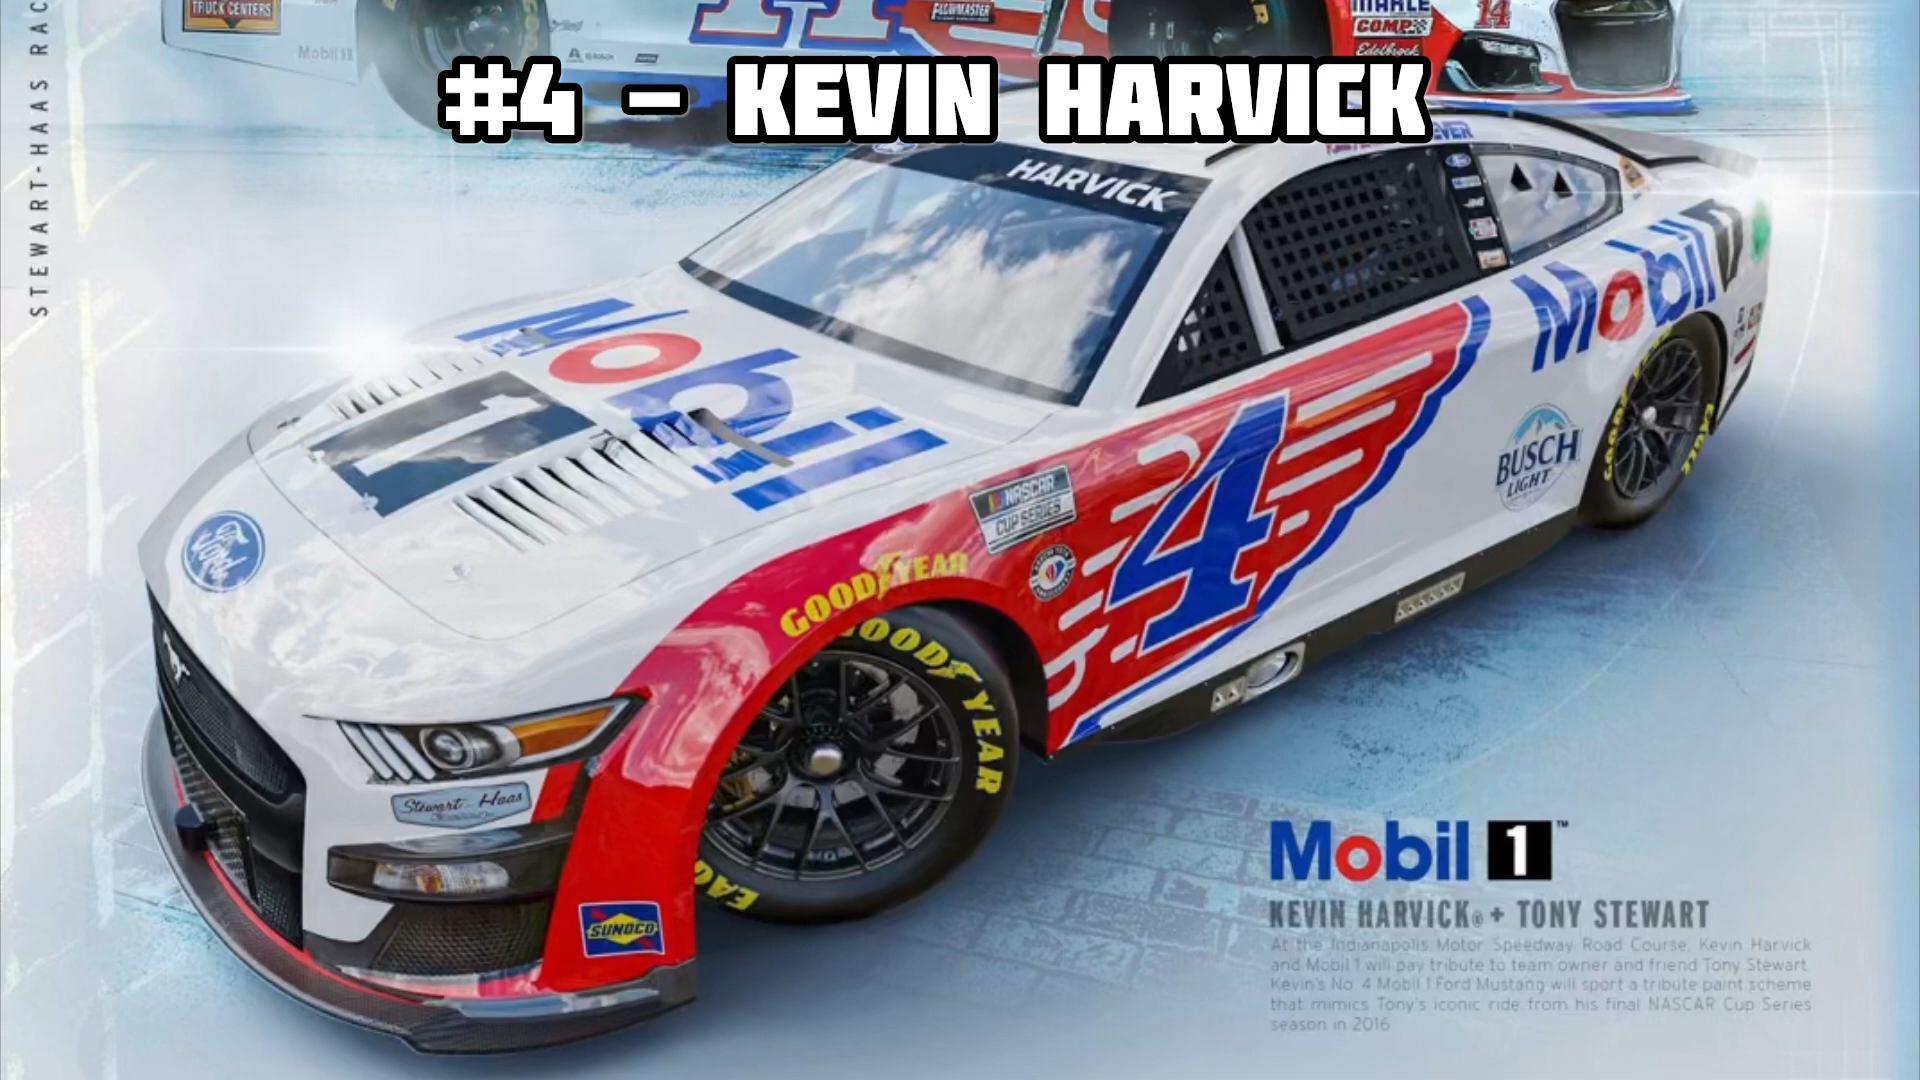 TRUCK CENTERS
Mobil 1
FLOWMASTER
MAHLE
COMP
Edelbrock
14
STEWART-HAAS RAC
#4 - KEVIN HARVICK
HARVICK
Mobil 1
Mobil 1
4
BUSCH
LIGHT
NASCAR
CUP SERIES
Ford
GOODYEAR
GOODYEAR
EAGLE
GOODYEAR
EAGLE
Stewart-Haas
SUNOCO
Mobil 1™
KEVIN HARVICK® + TONY STEWART
At the Indianapolis Motor Speedway Road Course, Kevin Harvick
and Mobil 1 will pay tribute to team owner and friend Tony Stewart.
Kevin's No. 4 Mobil 1 Ford Mustang will sport a tribute paint scheme
that mimics Tony's iconic ride from his final NASCAR Cup Series
season in 2016